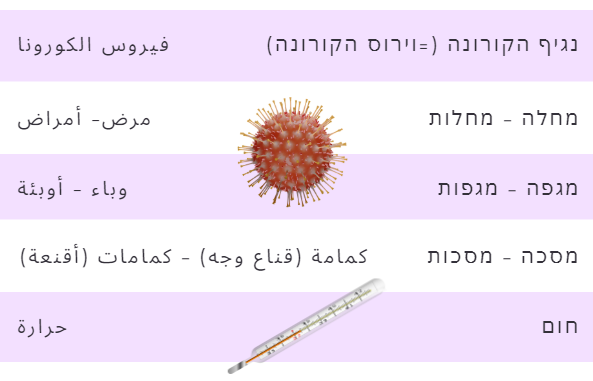 נגיף הקורונה (=וירוס הקורונה) فيروس الكورونا
מחלה - מחלות مرض- أمراض
מגפה - מגפות وباء - أوبئة
מסכה - מסכות كمامة (قناع وجه) - كمامات (أقنعة)
חום حرارة